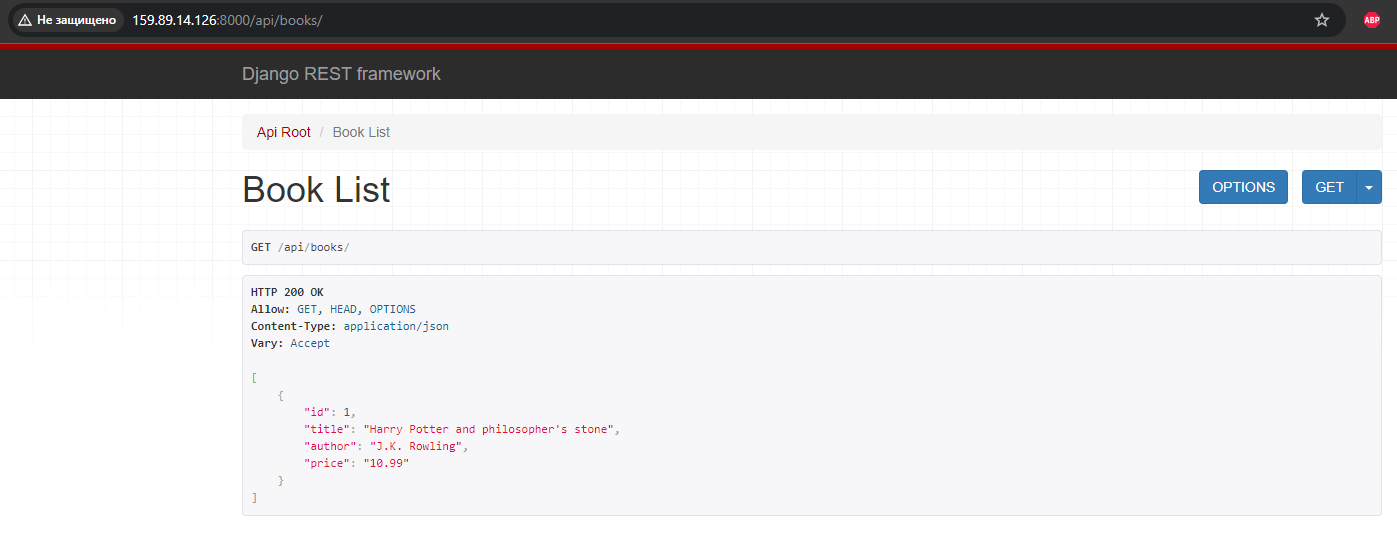 Не защищено 159.89.14.126:8000/api/books/ ABP
Django REST framework
Api Root / Book List
Book List OPTIONS GET
GET /api/books/
HTTP 200 OK
Allow: GET, HEAD, OPTIONS
Content-Type: application/json
Vary: Accept
[
{
"id": 1,
"title": "Harry Potter and philosopher's stone",
"author": "J.K. Rowling",
"price": "10.99"
}
]